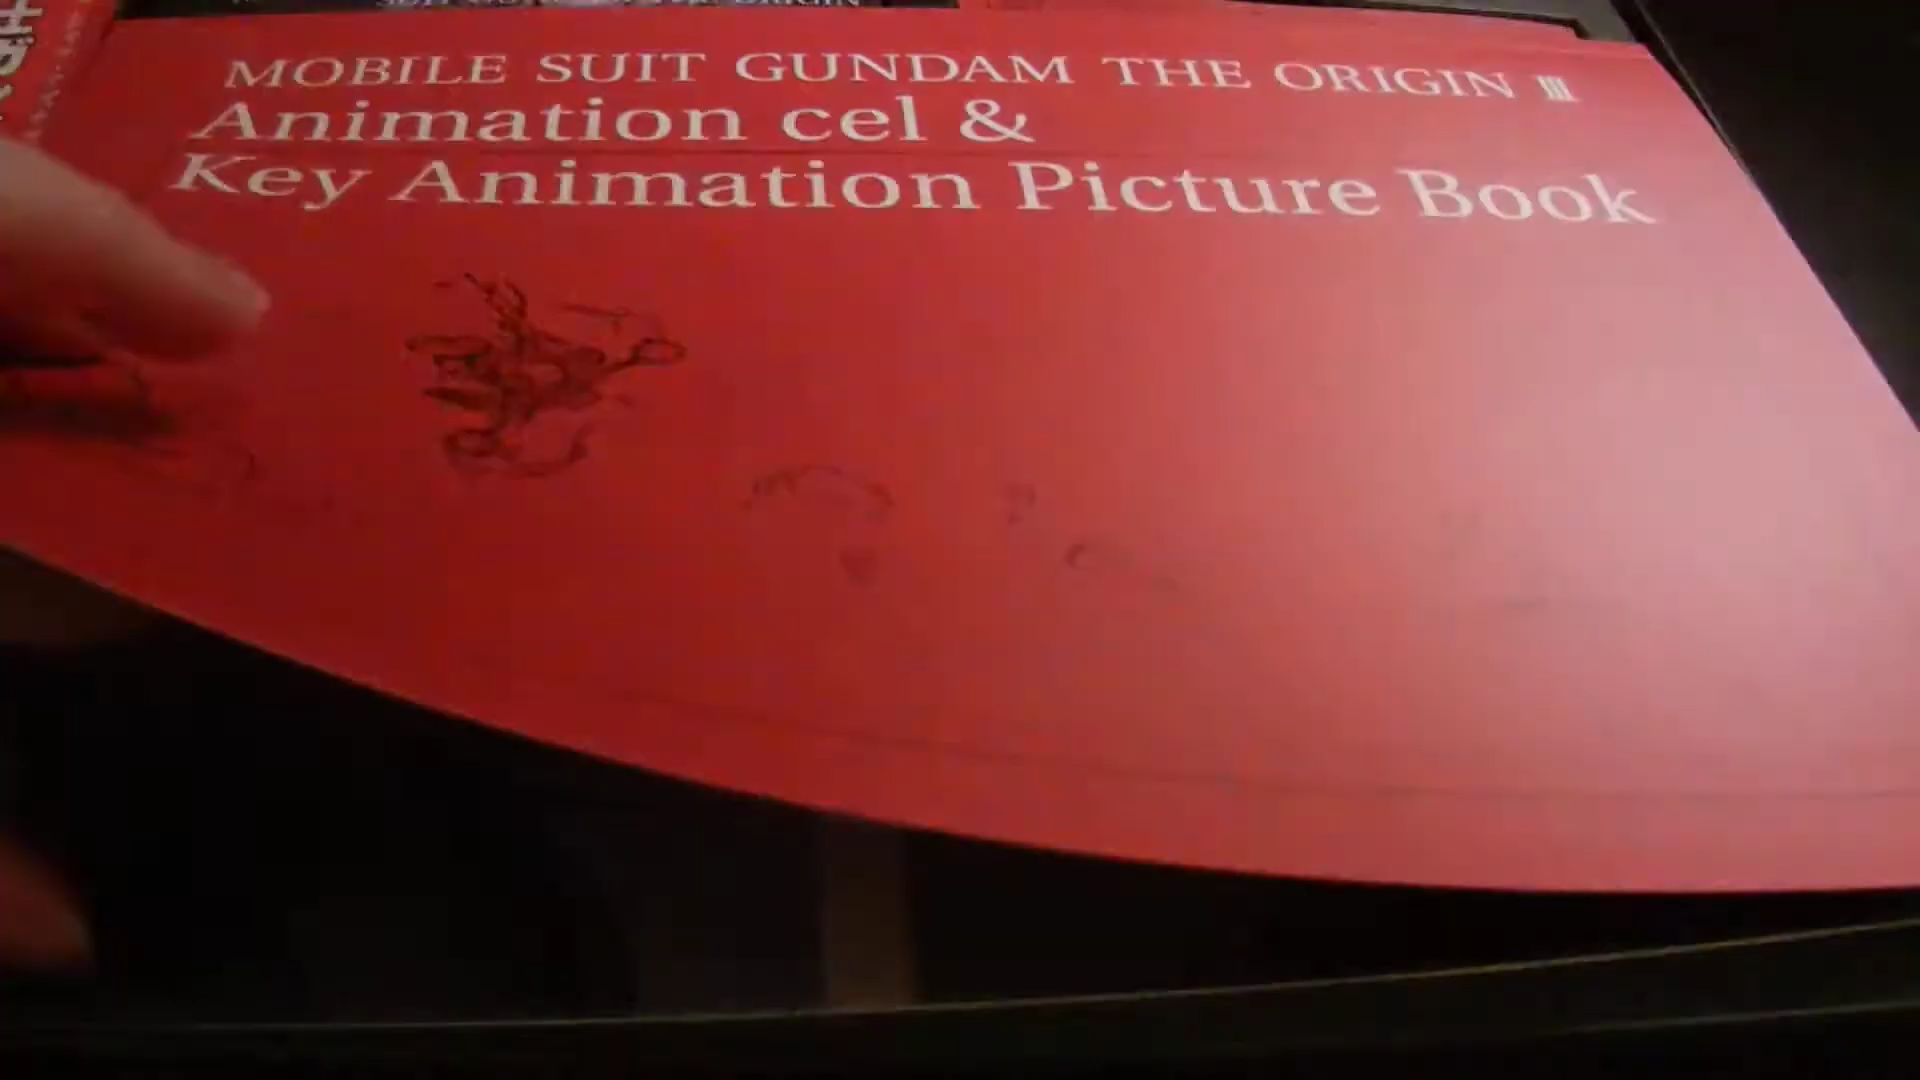 MOBILE SUIT GUNDAM THE ORIGIN III
Animation cel &
Key Animation Picture Book